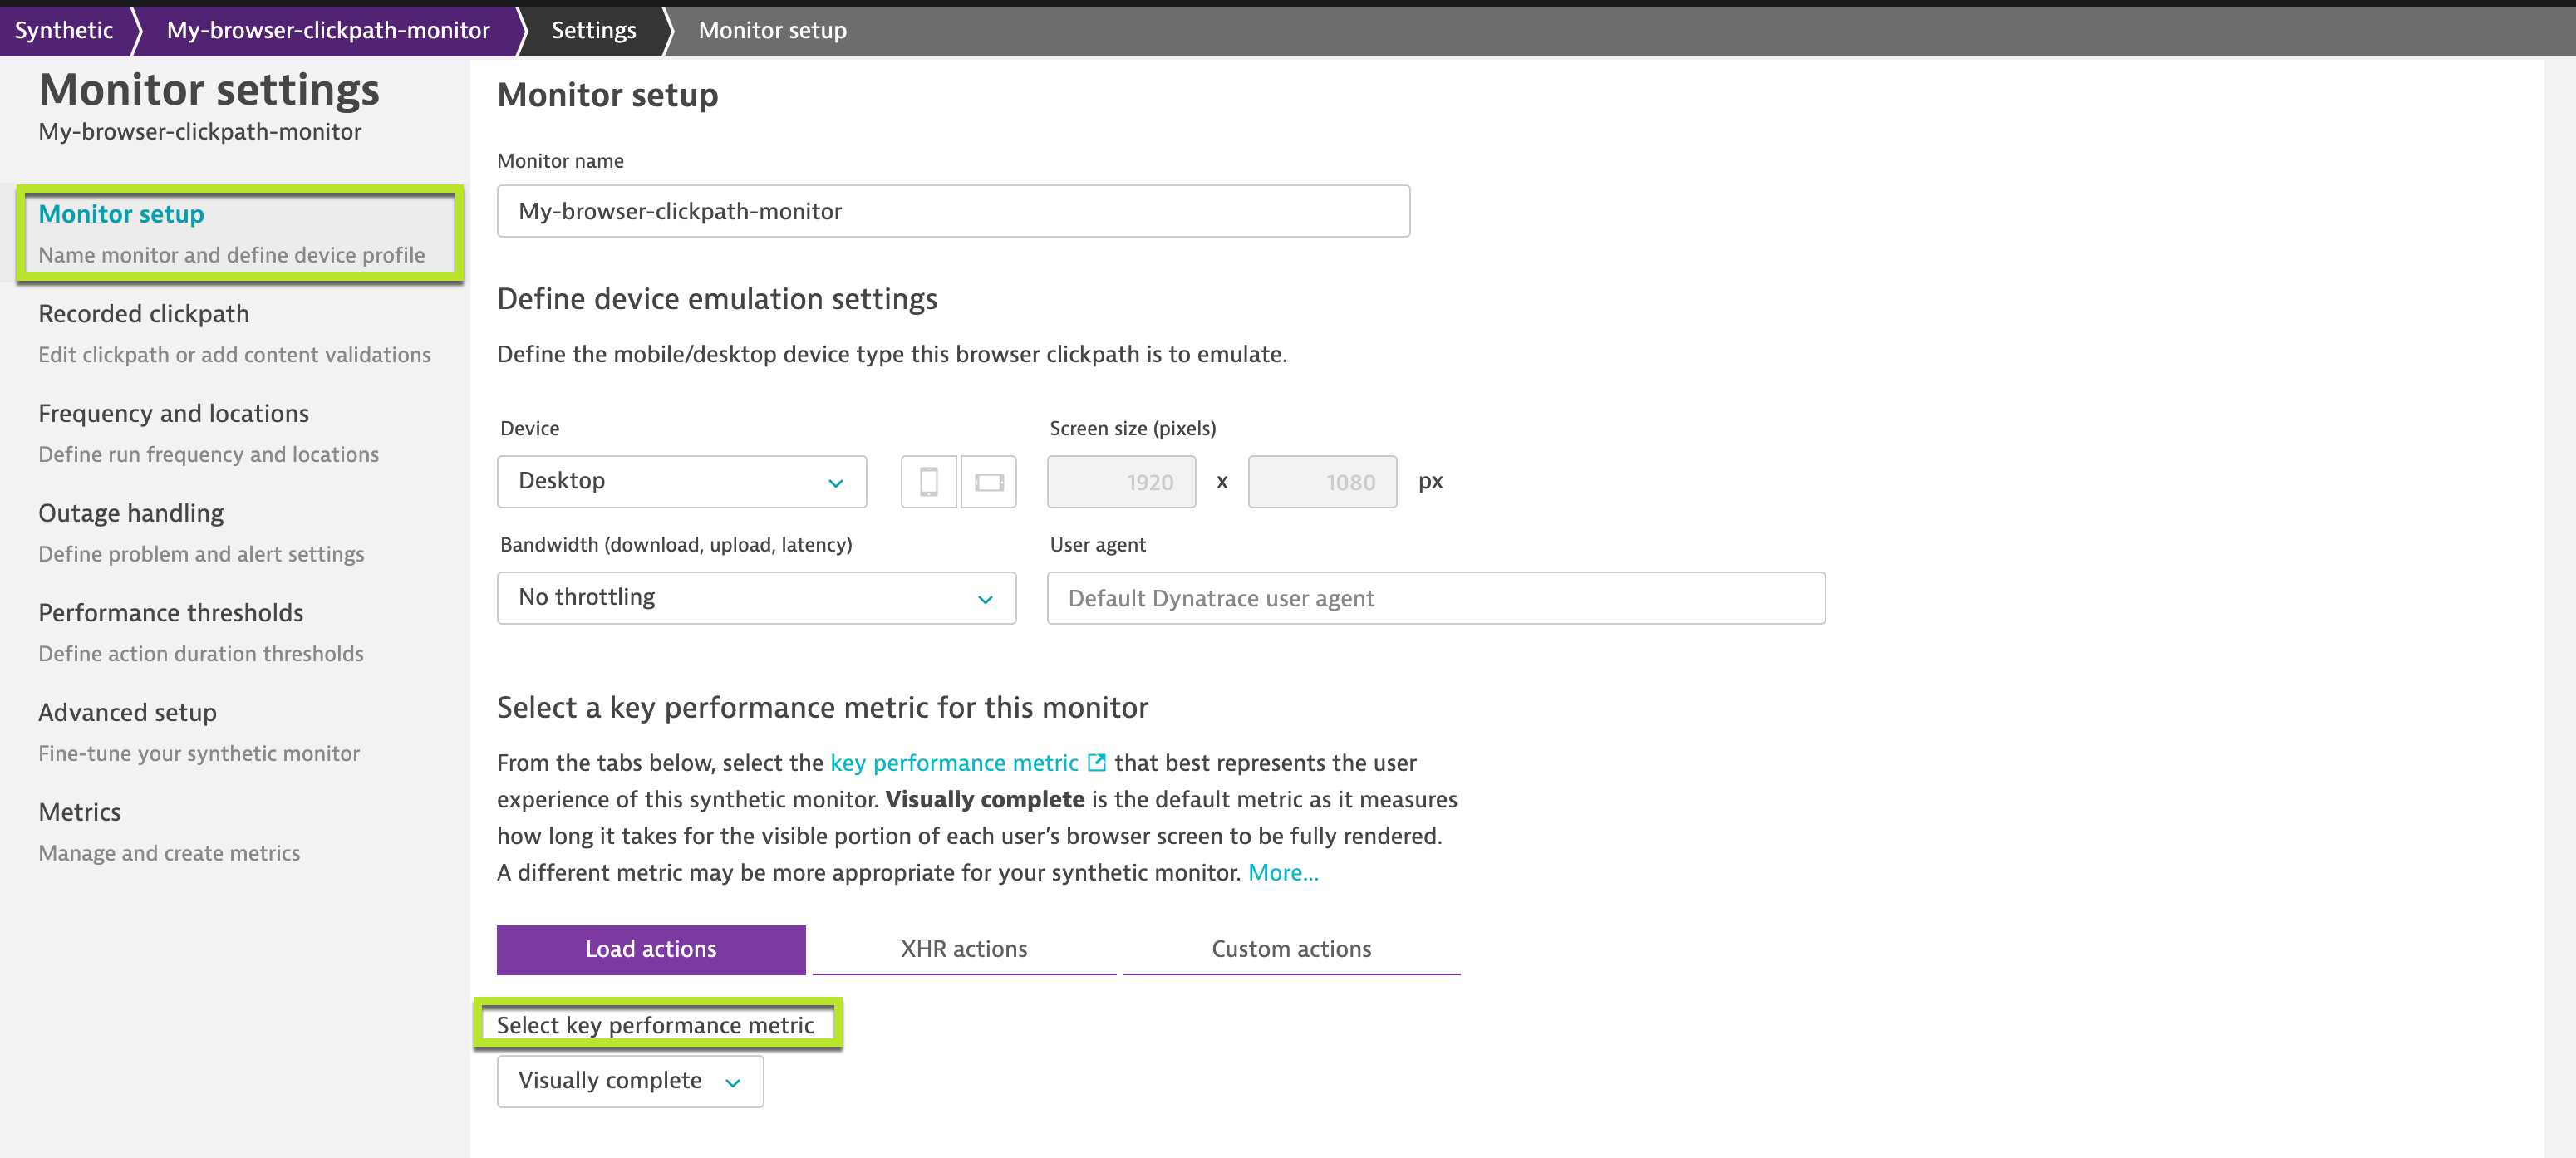 Synthetic
My-browser-clickpath-monitor
Settings
Monitor setup
Monitor settings
My-browser-clickpath-monitor
Monitor setup
Name monitor and define device profile
Recorded clickpath
Edit clickpath or add content validations
Frequency and locations
Define run frequency and locations
Outage handling
Define problem and alert settings
Performance thresholds
Define action duration thresholds
Advanced setup
Fine-tune your synthetic monitor
Metrics
Manage and create metrics
Monitor setup
Monitor name
My-browser-clickpath-monitor
Define device emulation settings
Define the mobile/desktop device type this browser clickpath is to emulate.
Device
Screen size (pixels)
Desktop
1920 x 1080 px
Bandwidth (download, upload, latency)
User agent
No throttling
Default Dynatrace user agent
Select a key performance metric for this monitor
From the tabs below, select the key performance metric that best represents the user
experience of this synthetic monitor. Visually complete is the default metric as it measures
how long it takes for the visible portion of each user’s browser screen to be fully rendered.
A different metric may be more appropriate for your synthetic monitor. More...
Load actions
XHR actions
Custom actions
Select key performance metric
Visually complete